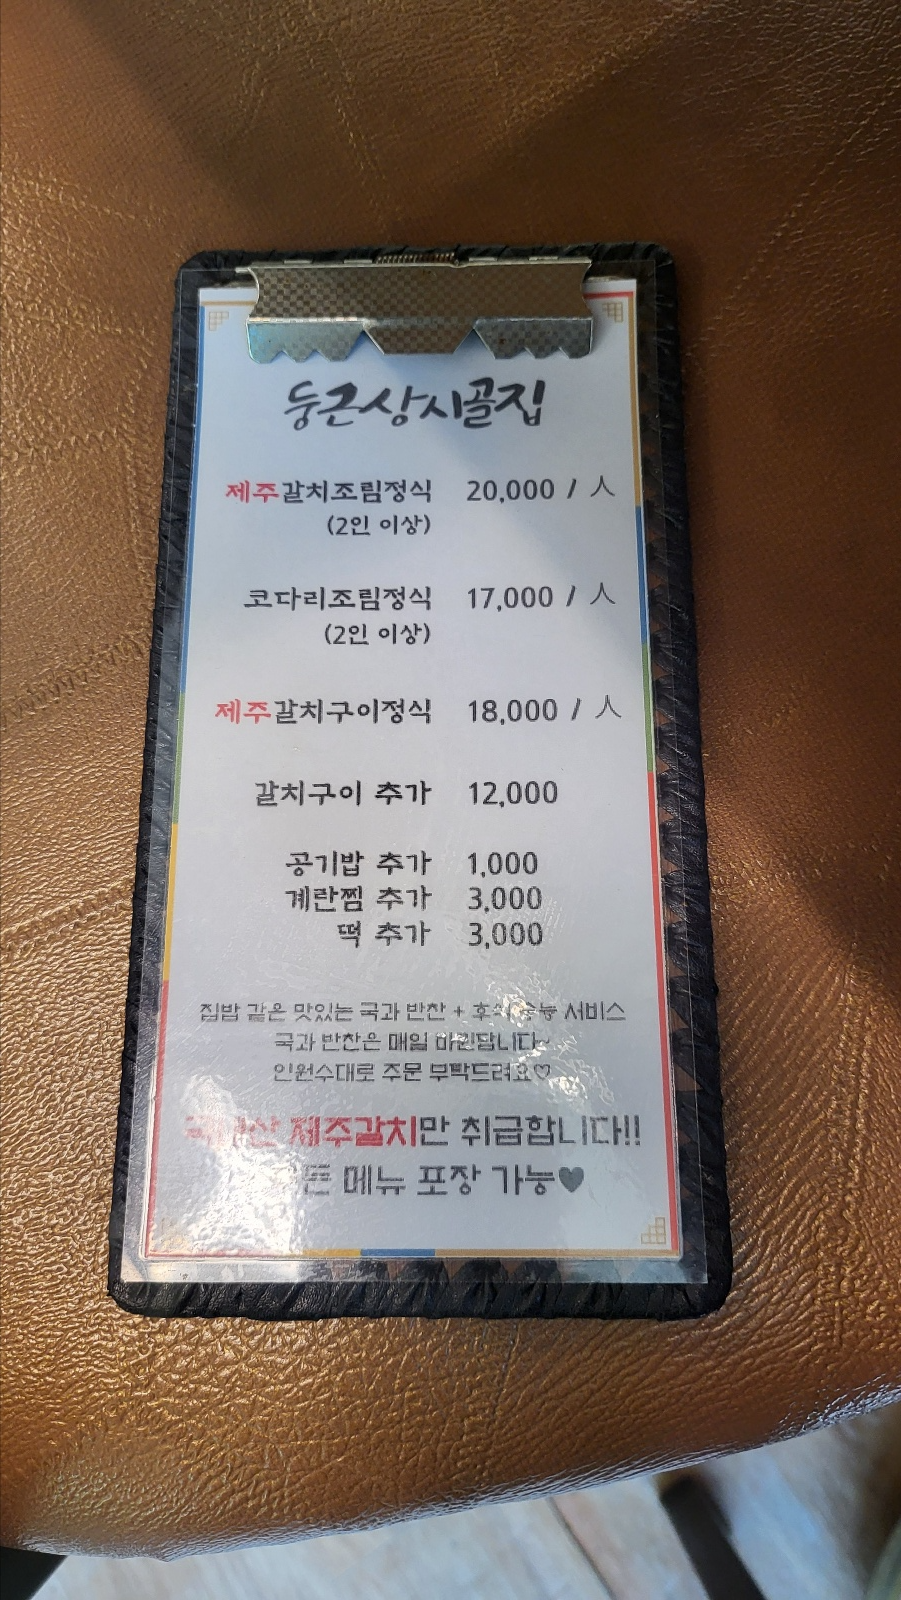 둥근상시골집
제주갈치조림정식 20,000 / 人
(2인 이상)
코다리조림정식 17,000 / 人
(2인 이상)
제주갈치구이정식 18,000 / 人
갈치구이 추가 12,000
공기밥 추가 1,000
계란찜 추가 3,000
떡 추가 3,000
집밥 같은 맛있는 국과 반찬 + 서비스
국과 반찬은 매일 바뀐답니다~
인원수대로 주문 부탁드려요♡
제주갈치만 취급합니다!!
메뉴 포장 가능♥